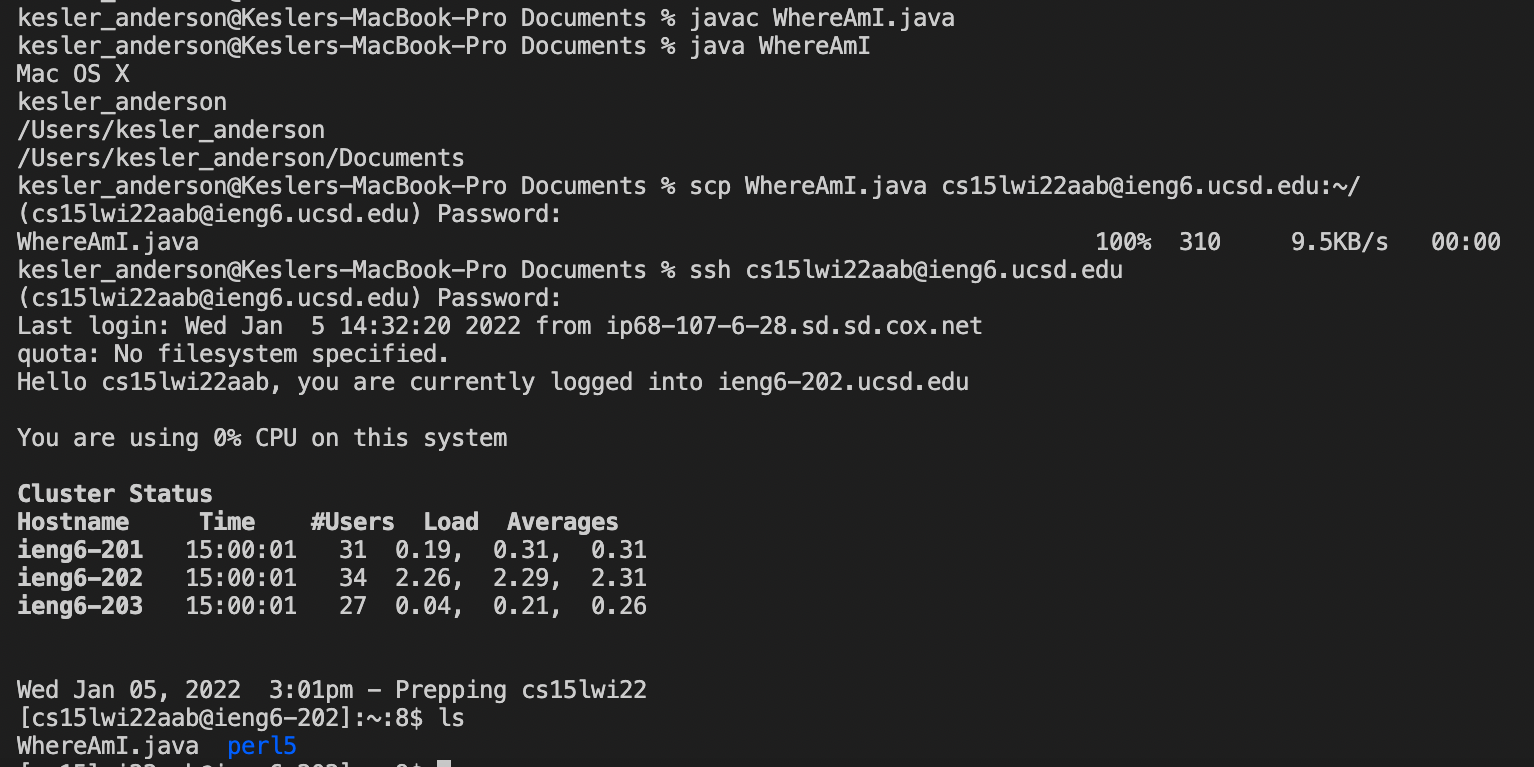 kesler_anderson@Keslers-MacBook-Pro Documents % javac WhereAmI.java
kesler_anderson@Keslers-MacBook-Pro Documents % java WhereAmI
Mac OS X
kesler_anderson
/Users/kesler_anderson
/Users/kesler_anderson/Documents
kesler_anderson@Keslers-MacBook-Pro Documents % scp WhereAmI.java cs15lwi22aab@ieng6.ucsd.edu:~/
(cs15lwi22aab@ieng6.ucsd.edu) Password:
WhereAmI.java 100% 310 9.5KB/s 00:00
kesler_anderson@Keslers-MacBook-Pro Documents % ssh cs15lwi22aab@ieng6.ucsd.edu
(cs15lwi22aab@ieng6.ucsd.edu) Password:
Last login: Wed Jan  5 14:32:20 2022 from ip68-107-6-28.sd.sd.cox.net
quota: No filesystem specified.
Hello cs15lwi22aab, you are currently logged into ieng6-202.ucsd.edu
You are using 0% CPU on this system
Cluster Status
Hostname     Time    #Users  Load  Averages
ieng6-201   15:00:01   31  0.19,  0.31,  0.31
ieng6-202   15:00:01   34  2.26,  2.29,  2.31
ieng6-203   15:00:01   27  0.04,  0.21,  0.26
Wed Jan 05, 2022  3:01pm - Prepping cs15lwi22
[cs15lwi22aab@ieng6-202]:~:8$ ls
WhereAmI.java  perl5